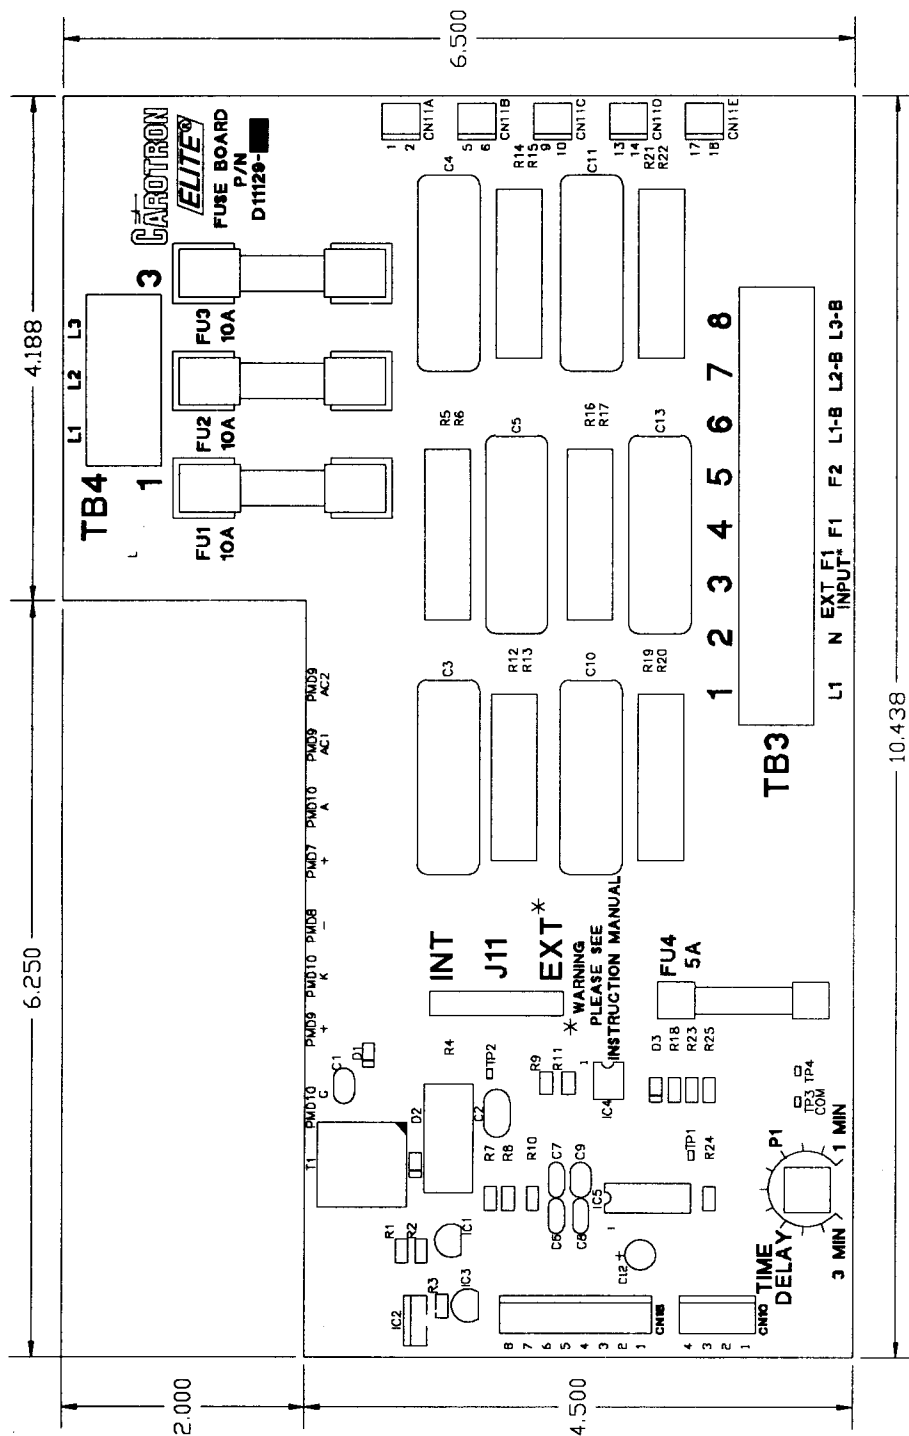 6.500
4.188
6.250
10.438
2.000
4.500
CAROTRON
ELITE®
FUSE BOARD
P/N
D11129-
TB4
L1 L2 L3
1 3
FU1
10A
FU2
10A
FU3
10A
CN11A
1
2
CN11B
5
6
CN11C
9
10
CN11D
13
14
CN11E
17
18
C4
R14
R15
C11
R21
R22
R5
R6
C5
R16
R17
C13
C3
R12
R13
C10
R19
R20
PMD10
G
PMD9
+
PMD10
K
PMD8
-
PMD7
+
PMD10
A
PMD9
AC1
PMD9
AC2
TB3
1 2 3 4 5 6 7 8
L1 N EXT F1 INPUT* F1 F2 L1-B L2-B L3-B
INT
J11
EXT*
* WARNING
PLEASE SEE
INSTRUCTION MANUAL
FU4
5A
T1
C1
D1
D2
R4
TP2
C2
R9
R11
IC4
1
D3
R18
R23
R25
R1
R2
IC1
IC2
R3
IC3
R7
R8
R10
C7
C9
C6
C8
IC5
1
TP1
R24
TP3
COM
TP4
+
C12
CN16
8
7
6
5
4
3
2
1
CN10
4
3
2
1
TIME
DELAY
P1
3 MIN
1 MIN